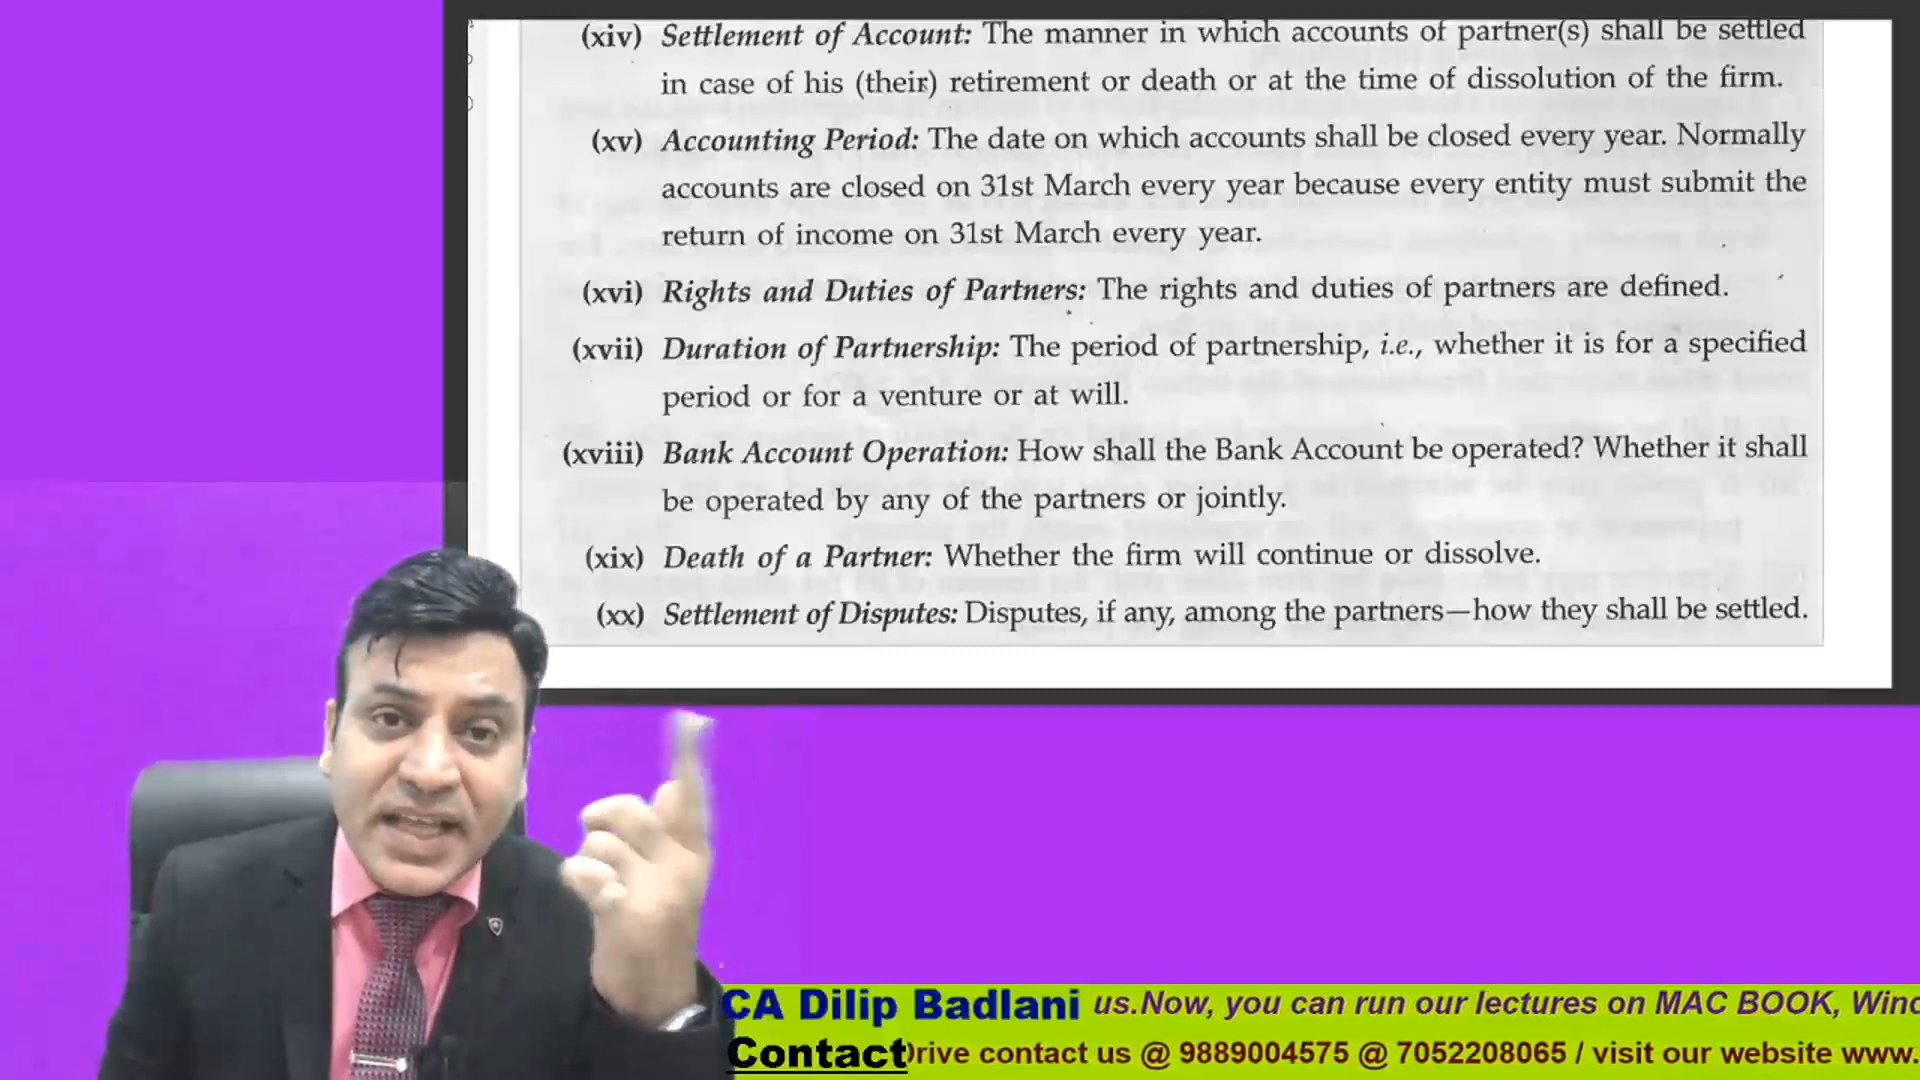 (xiv) Settlement of Account: The manner in which accounts of partner(s) shall be settled
in case of his (their) retirement or death or at the time of dissolution of the firm.
(xv) Accounting Period: The date on which accounts shall be closed every year. Normally
accounts are closed on 31st March every year because every entity must submit the
return of income on 31st March every year.
(xvi) Rights and Duties of Partners: The rights and duties of partners are defined.
(xvii) Duration of Partnership: The period of partnership, i.e., whether it is for a specified
period or for a venture or at will.
(xviii) Bank Account Operation: How shall the Bank Account be operated? Whether it shall
be operated by any of the partners or jointly.
(xix) Death of a Partner: Whether the firm will continue or dissolve.
(xx) Settlement of Disputes: Disputes, if any, among the partners—how they shall be settled.
CA Dilip Badlani us.Now, you can run our lectures on MAC BOOK, Wind
Contact Drive contact us @ 9889004575 @ 7052208065 / visit our website www.